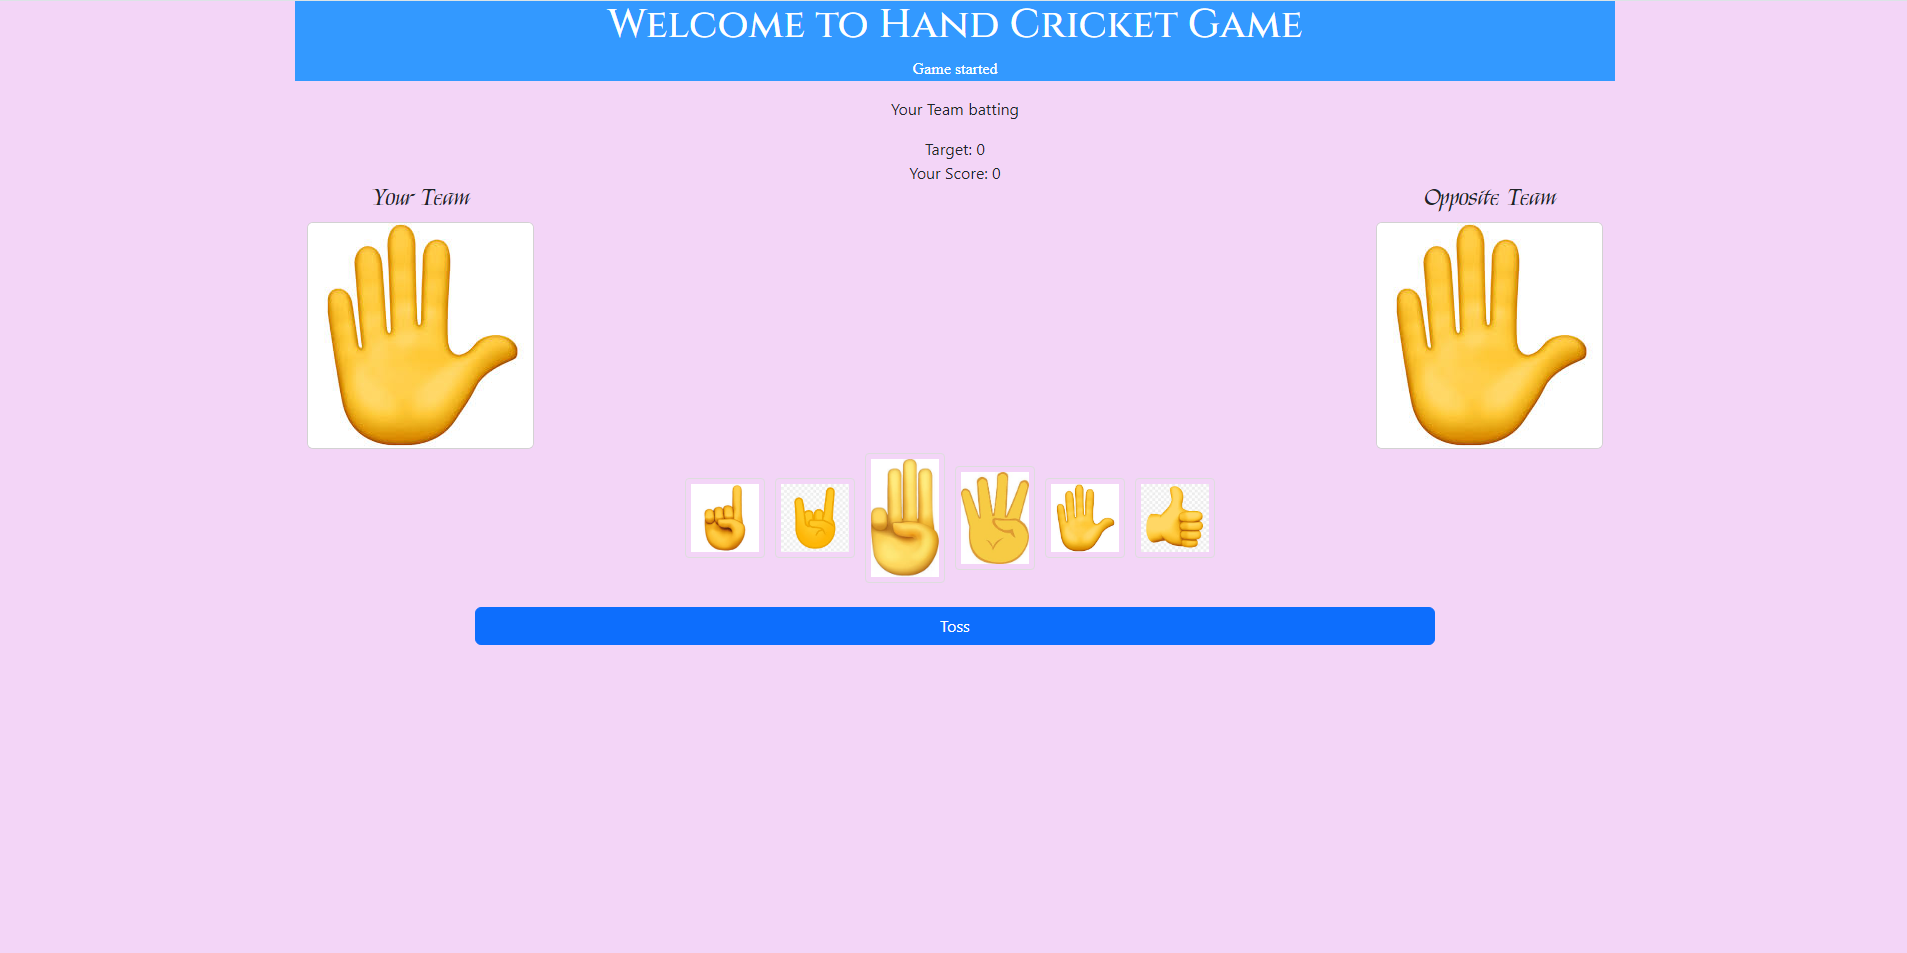 Welcome to Hand Cricket Game
Game started
Your Team batting
Target: 0
Your Score: 0
Your Team
Opposite Team
Toss